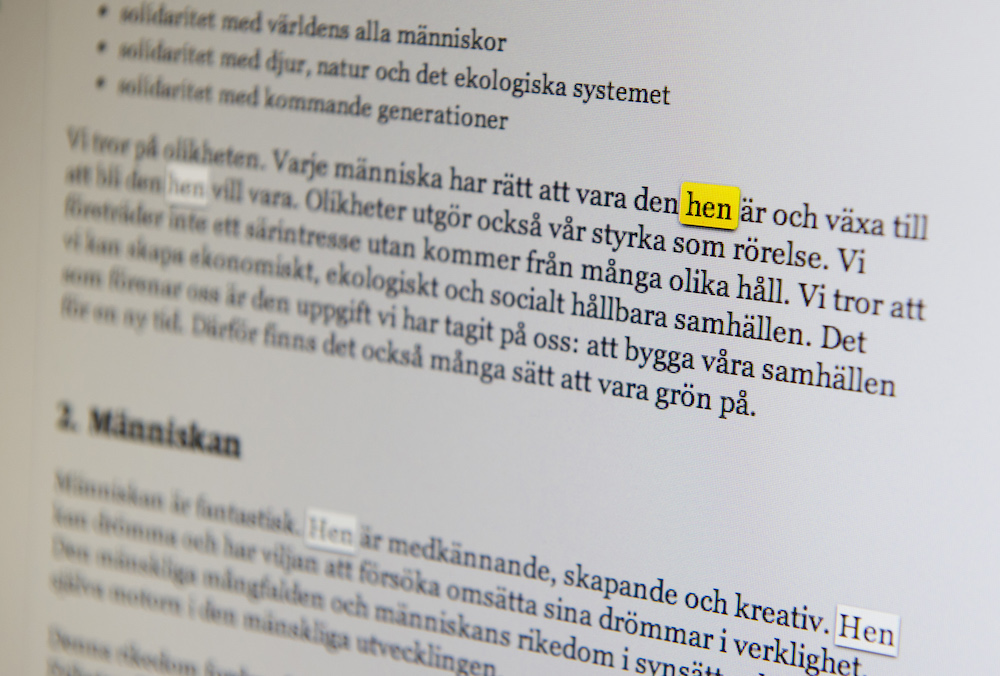 • solidaritet med världens alla människor
• solidaritet med djur, natur och det ekologiska systemet
• solidaritet med kommande generationer
Vi tror på olikheten. Varje människa har rätt att vara den hen är och växa till
att bli den hen vill vara. Olikheter utgör också vår styrka som rörelse. Vi
företräder inte ett särintresse utan kommer från många olika håll. Vi tror att
vi kan skapa ekonomiskt, ekologiskt och socialt hållbara samhällen. Det
som förenar oss är den uppgift vi har tagit på oss: att bygga våra samhällen
för en ny tid. Därför finns det också många sätt att vara grön på.
2. Människan
Människan är fantastisk. Hen är medkännande, skapande och kreativ. Hen
kan drömma och har viljan att försöka omsätta sina drömmar i verklighet.
Den mänskliga mångfalden och människans rikedom i synsätt
själva motorn i den mänskliga utvecklingen
Denna rikedom